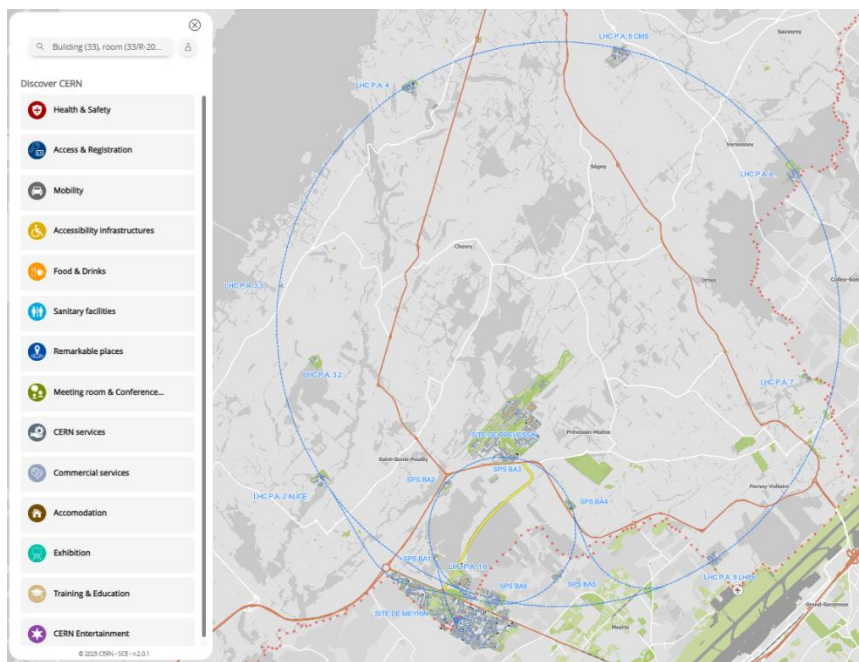 Building (33), room (33/R-20...
Discover CERN
Health & Safety
Access & Registration
Mobility
Accessibility infrastructures
Food & Drinks
Sanitary facilities
Remarkable places
Meeting room & Conference...
CERN services
Commercial services
Accomodation
Exhibition
Training & Education
CERN Entertainment
© 2025 CERN - SCE - v.2.0.1
LHC P.A. 5 CMS
Sauverny
LHC P.A. 4
Versonnex
Ségny
LHC P.A. 6
Chevry
LHC P.A. 3.3
Ornex
LHC P.A. 3.2
LHC P.A. 7
SITE DE PREVESSIN
Prévessin-Moëns
Saint-Genis-Pouilly
SPS BA3
SPS BA2
LHC P.A. 2 ALICE
Ferney-Voltaire
SPS BA4
SPS BA1
LHC P.A. 1.8
SPS BA6
SPS BA5
LHC P.A. 8 LHCB
SITE DE MEYRIN
Meyrin
Grand-Saconnex